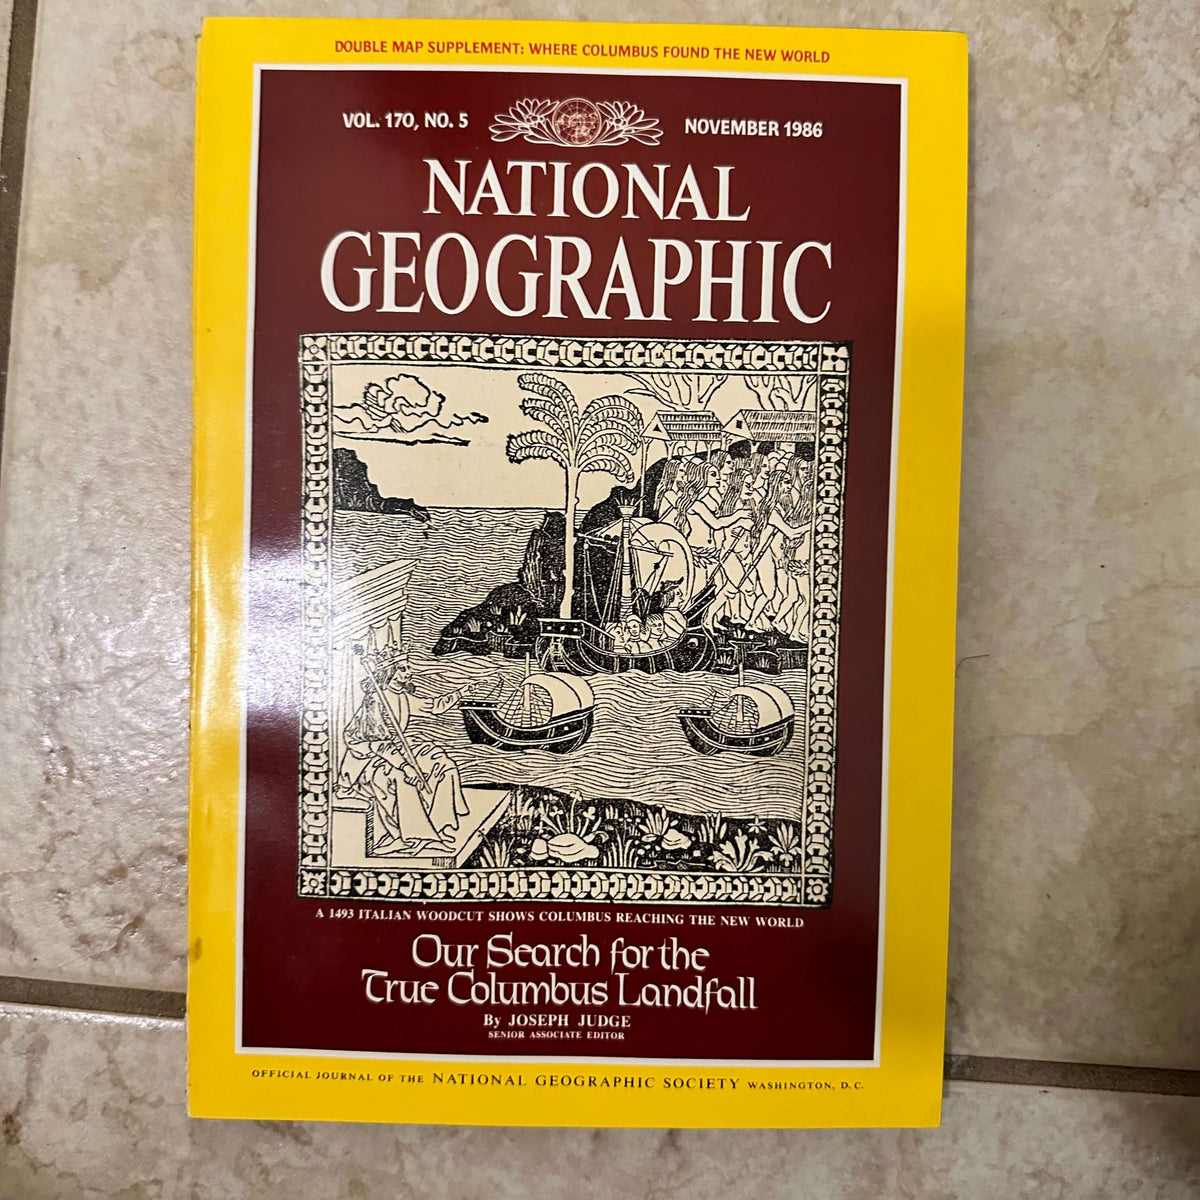 DOUBLE MAP SUPPLEMENT: WHERE COLUMBUS FOUND THE NEW WORLD
VOL. 170, NO. 5
NOVEMBER 1986
NATIONAL
GEOGRAPHIC
A 1493 ITALIAN WOODCUT SHOWS COLUMBUS REACHING THE NEW WORLD
Our Search for the
True Columbus Landfall
By JOSEPH JUDGE
SENIOR ASSOCIATE EDITOR
OFFICIAL JOURNAL OF THE NATIONAL GEOGRAPHIC SOCIETY WASHINGTON, D.C.